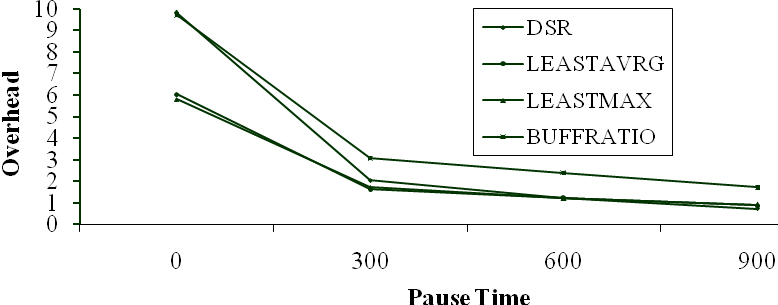 10
9
8
7
6
5
4
3
2
1
0
Overhead
DSR
LEASTAVRG
LEASTMAX
BUFFRATIO
0 300 600 900
Pause Time